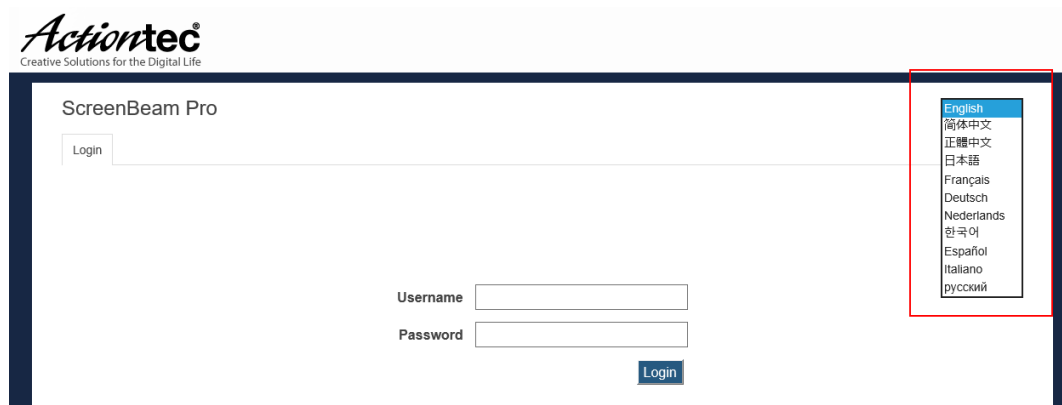 Actiontec®
Creative Solutions for the Digital Life
ScreenBeam Pro
Login
English
简体中文
正體中文
日本語
Français
Deutsch
Nederlands
한국어
Español
Italiano
русский
Username
Password
Login